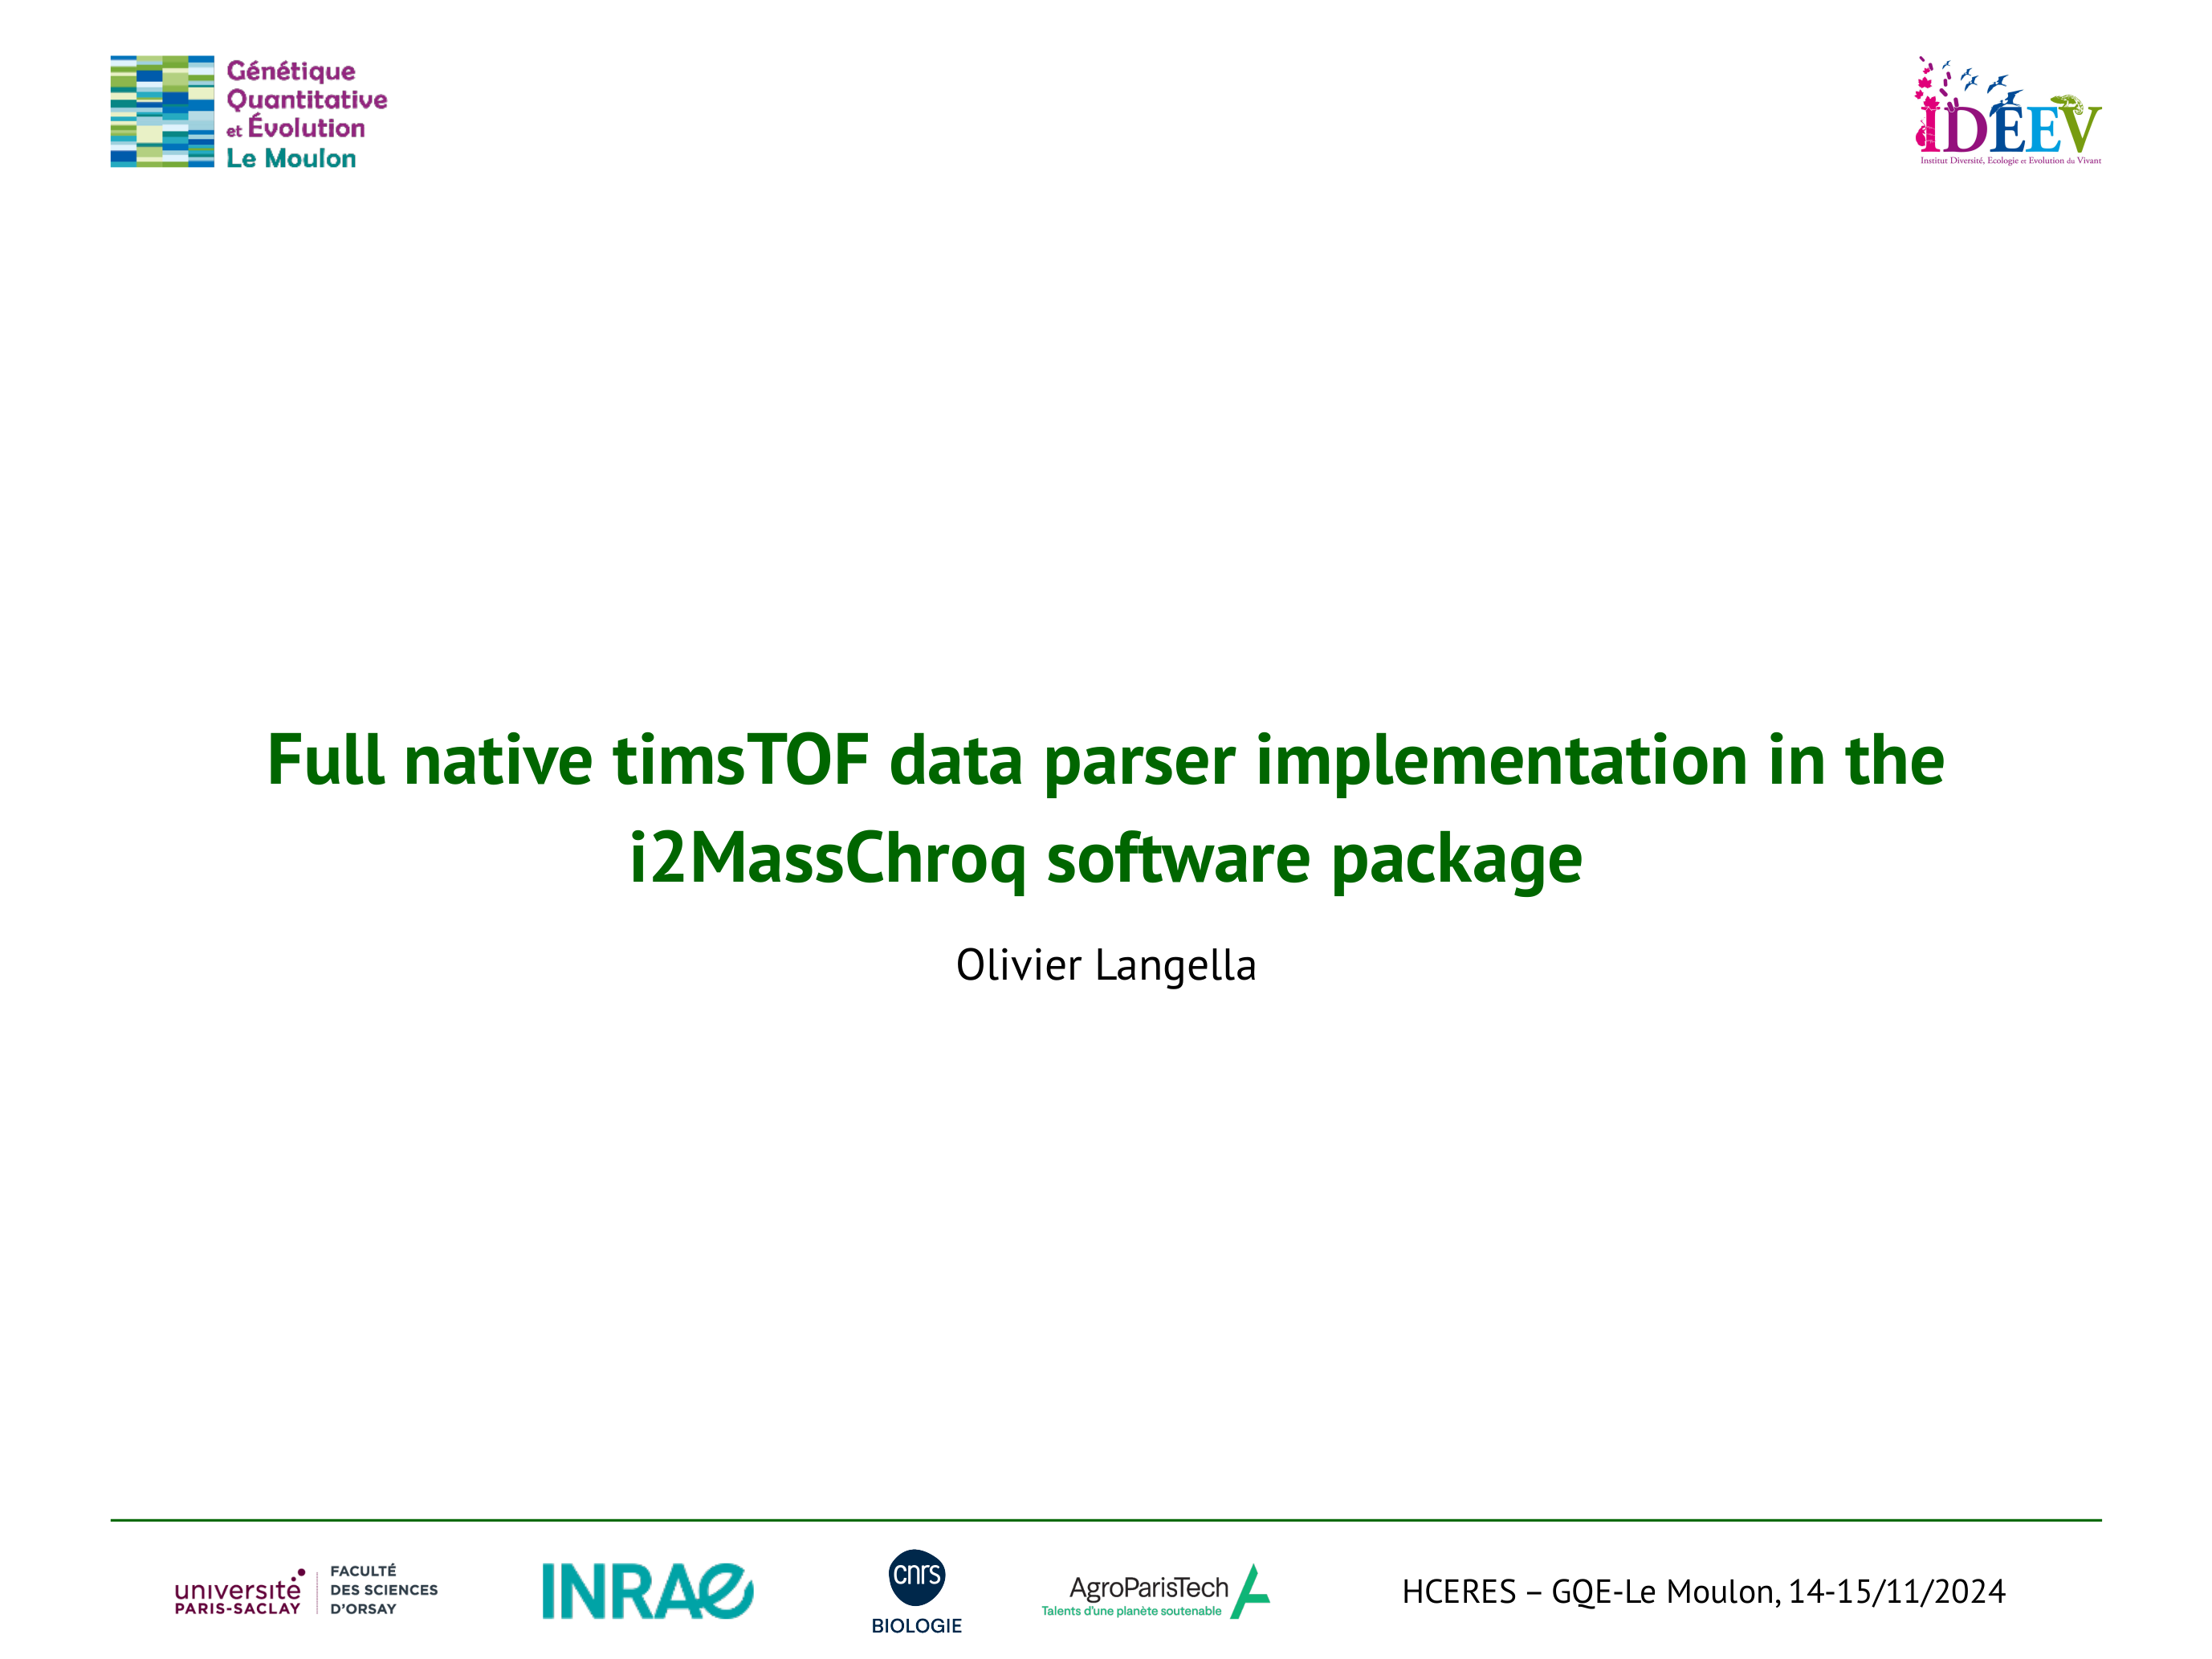 Génétique
Quantitative
et Évolution
Le Moulon
IDÉEV
Institut Diversité, Ecologie et Evolution du Vivant
Full native timsTOF data parser implementation in the
i2MassChroq software package
Olivier Langella
université
PARIS-SACLAY
FACULTÉ
DES SCIENCES
D'ORSAY
INRAE
cnrs
BIOLOGIE
AgroParisTech
Talents d'une planète soutenable
HCERES – GQE-Le Moulon, 14-15/11/2024